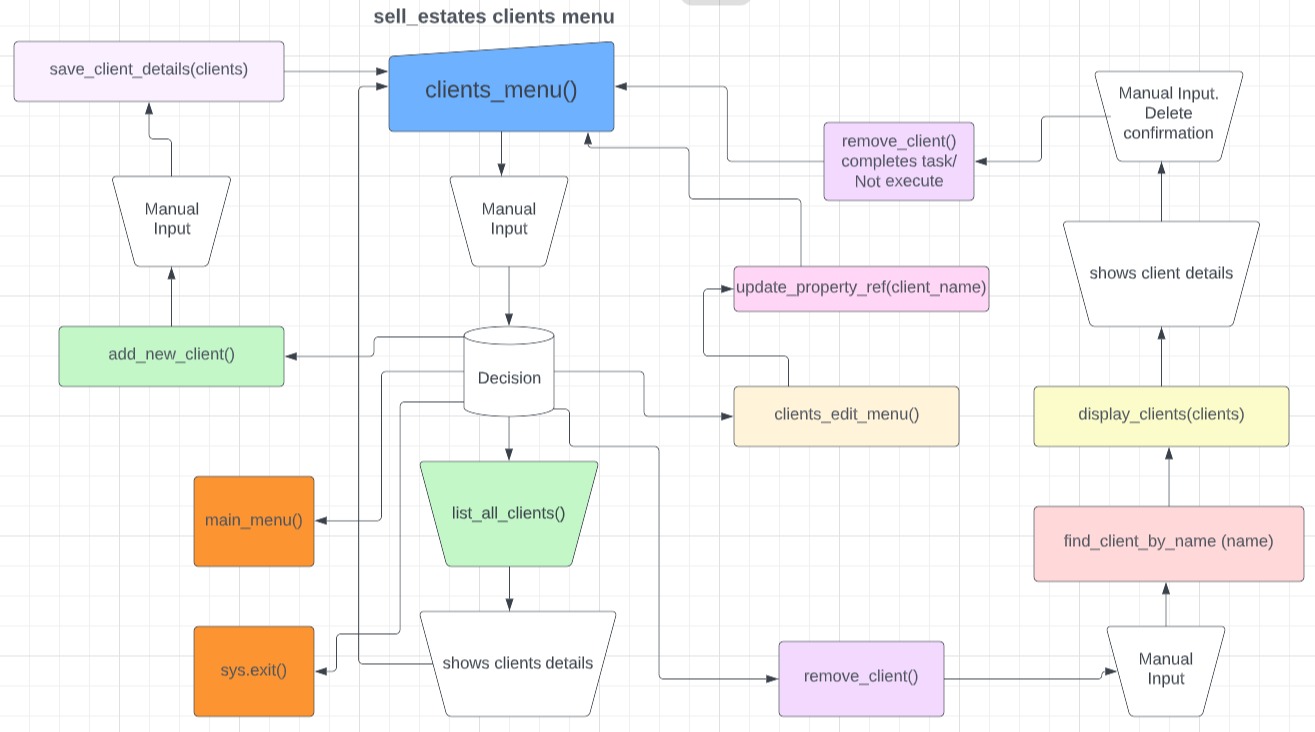 sell_estates clients menu
save_client_details(clients)
clients_menu()
Manual Input.
Delete
confirmation
remove_client()
completes task/
Not execute
Manual
Input
Manual
Input
shows client details
update_property_ref(client_name)
add_new_client()
Decision
clients_edit_menu()
display_clients(clients)
main_menu()
list_all_clients()
find_client_by_name (name)
sys.exit()
shows clients details
remove_client()
Manual
Input